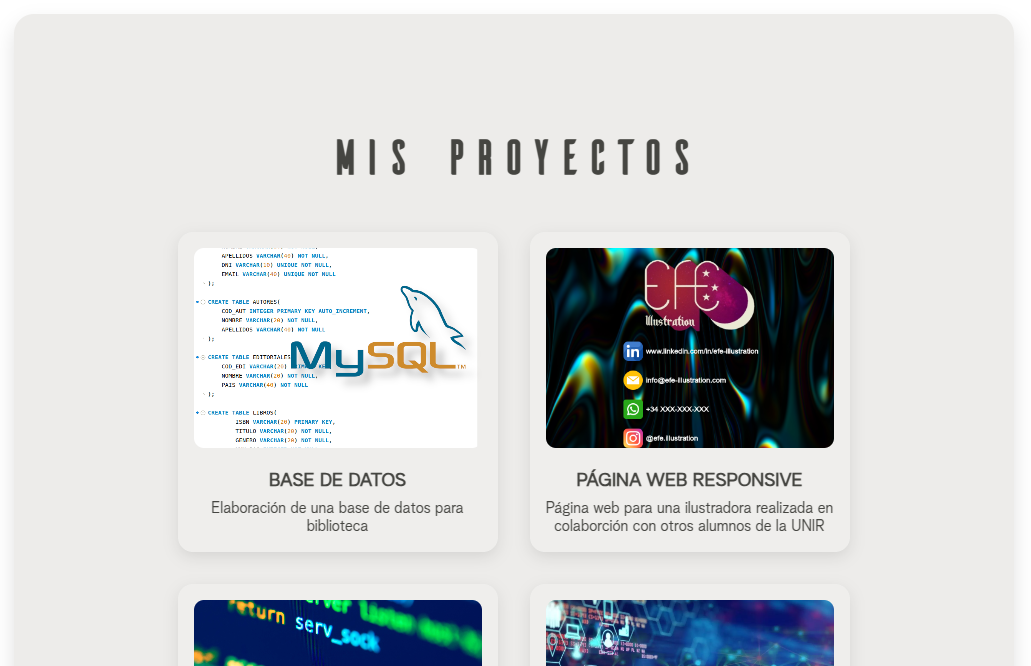 MIS PROYECTOS
APELLIDOS VARCHAR(40) NOT NULL,
DNI VARCHAR(10) UNIQUE NOT NULL,
EMAIL VARCHAR(40) UNIQUE NOT NULL
);
CREATE TABLE AUTORES(
COD_AUT INTEGER PRIMARY KEY AUTO_INCREMENT,
NOMBRE VARCHAR(20) NOT NULL,
APELLIDOS VARCHAR(40) NOT NULL
);
CREATE TABLE EDITORIALES
COD_EDI VARCHAR(20) PRIMARY KEY
NOMBRE VARCHAR(20) NOT NULL,
PAIS VARCHAR(40) NOT NULL
);
CREATE TABLE LIBROS(
ISBN VARCHAR(20) PRIMARY KEY,
TITULO VARCHAR(20) NOT NULL,
GENERO VARCHAR(20) NOT NULL,
MySQL TM
BASE DE DATOS
Elaboración de una base de datos para
biblioteca
efe
Illustration
www.linkedin.com/in/efe-illustration
info@efe-illustration.com
+34 XXX-XXX-XXX
@efe.illustration
PÁGINA WEB RESPONSIVE
Página web para una ilustradora realizada en
colaborción con otros alumnos de la UNIR
return serv_sock